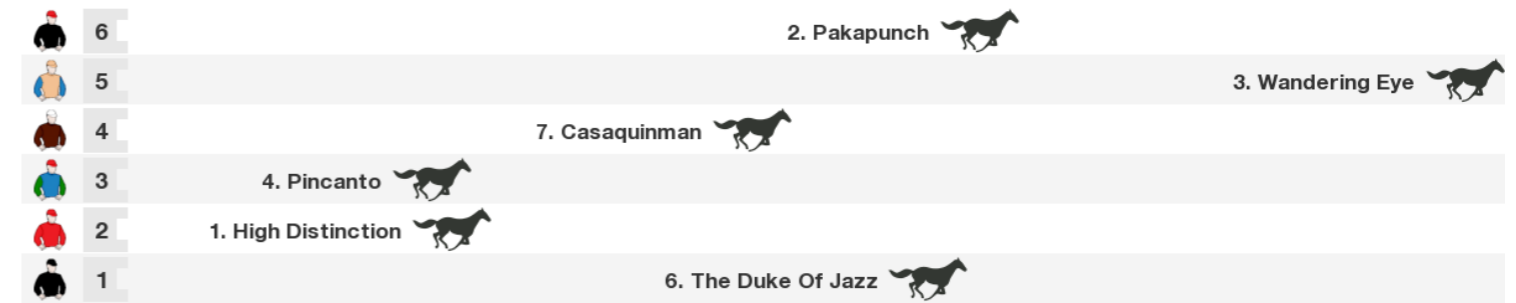 6 2. Pakapunch
5 3. Wandering Eye
4 7. Casaquinman
3 4. Pincanto
2 1. High Distinction
1 6. The Duke Of Jazz